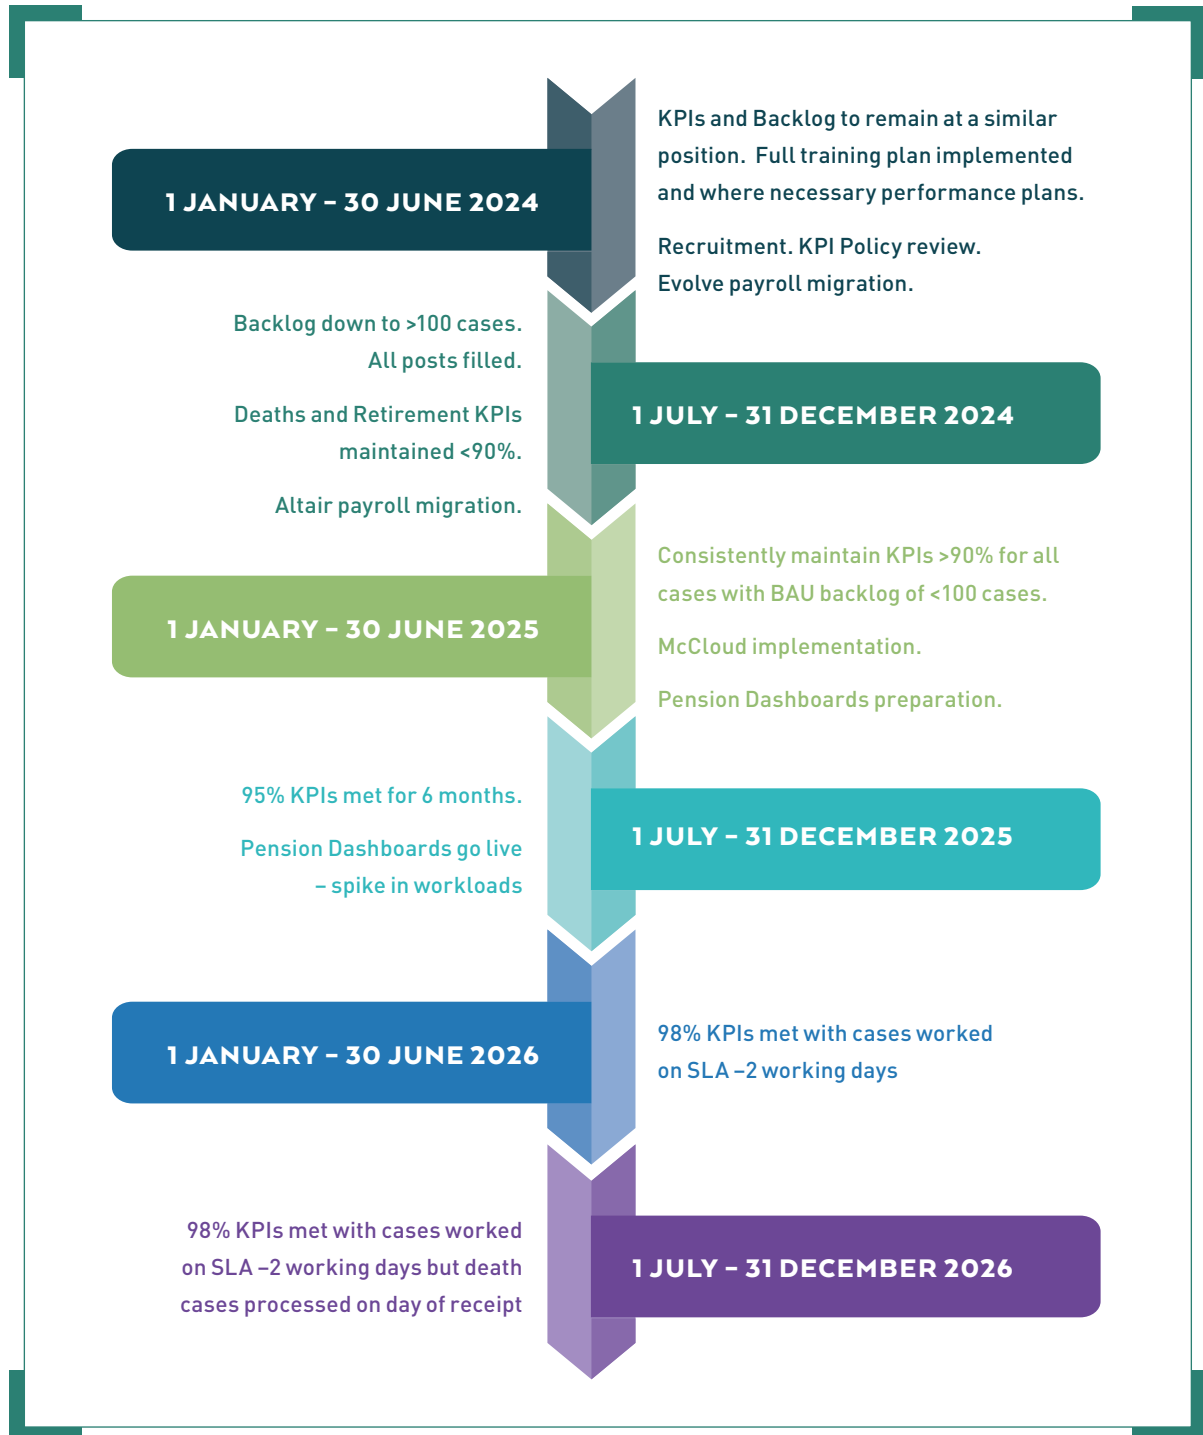 1 JANUARY – 30 JUNE 2024
KPIs and Backlog to remain at a similar
position.  Full training plan implemented
and where necessary performance plans.
Recruitment. KPI Policy review.
Evolve payroll migration.
1 JULY – 31 DECEMBER 2024
Backlog down to >100 cases.
All posts filled.
Deaths and Retirement KPIs
maintained <90%.
Altair payroll migration.
1 JANUARY – 30 JUNE 2025
Consistently maintain KPIs >90% for all
cases with BAU backlog of <100 cases.
McCloud implementation.
Pension Dashboards preparation.
1 JULY – 31 DECEMBER 2025
95% KPIs met for 6 months.
Pension Dashboards go live
– spike in workloads
1 JANUARY – 30 JUNE 2026
98% KPIs met with cases worked
on SLA –2 working days
1 JULY – 31 DECEMBER 2026
98% KPIs met with cases worked
on SLA –2 working days but death
cases processed on day of receipt